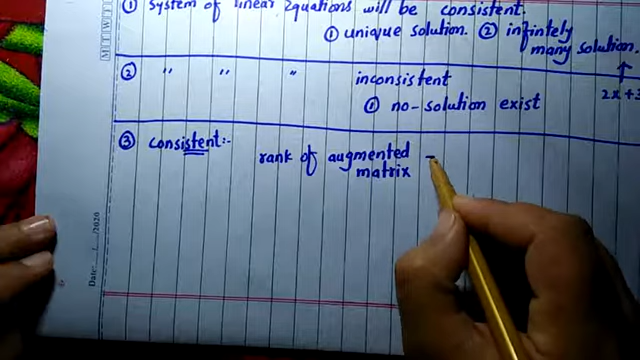 ① System of linear Equations will be consistent.
① unique solution. ② infintely
many solution.
② " " " inconsistent
① no-solution exist
2x+3
③ consistent:-
rank of augmented
matrix
Date: / /2020
M T W T